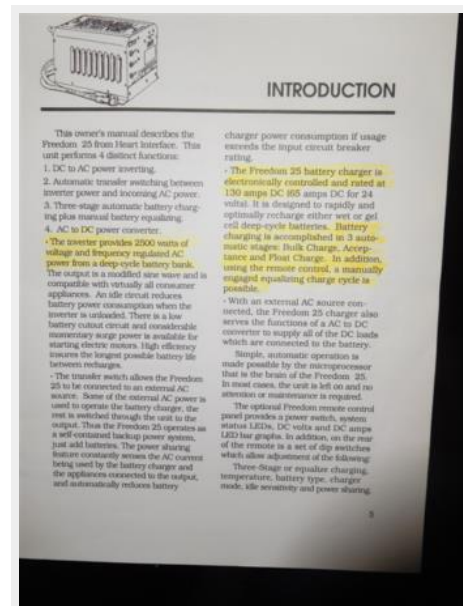 INTRODUCTION
This owner's manual describes the
Freedom 25 from Heart Interface. This
unit performs 4 distinct functions:
1. DC to AC power inverting.
2. Automatic transfer switching between
inverter power and incoming AC power.
3. Three-stage automatic battery charg-
ing plus manual battery equalizing.
4. AC to DC power converter.
• The inverter provides 2500 watts of
voltage and frequency regulated AC
power from a deep-cycle battery bank.
The output is a modified sine wave and is
compatible with virtually all consumer
appliances. An idle circuit reduces
battery power consumption when the
inverter is unloaded. There is a low
battery cutout circuit and considerable
momentary surge power is available for
starting electric motors. High efficiency
insures the longest possible battery life
between recharges.
• The transfer switch allows the Freedom
25 to be connected to an external AC
source. Some of the external AC power is
used to operate the battery charger, the
rest is switched through the unit to the
output. Thus the Freedom 25 operates as
a self-contained backup power system,
just add batteries. The power sharing
feature constantly senses the AC current
being used by the battery charger and
the appliances connected to the output,
and automatically reduces battery
charger power consumption if usage
exceeds the input circuit breaker
rating.
• The Freedom 25 battery charger is
electronically controlled and rated at
130 amps DC (65 amps DC for 24
volts). It is designed to rapidly and
optimally recharge either wet or gel
cell deep-cycle batteries. Battery
charging is accomplished in 3 auto-
matic stages: Bulk Charge, Accep-
tance and Float Charge. In addition,
using the remote control, a manually
engaged equalizing charge cycle is
possible.
• With an external AC source con-
nected, the Freedom 25 charger also
serves the functions of a AC to DC
convertor to supply all of the DC loads
which are connected to the battery.
Simple, automatic operation is
made possible by the microprocessor
that is the brain of the Freedom 25.
In most cases, the unit is left on and no
attention or maintenance is required.
The optional Freedom remote control
panel provides a power switch, system
status LEDs, DC volts and DC amps
LED bar graphs. In addition, on the rear
of the remote is a set of dip switches
which allow adjustment of the following:
Three-Stage or equalize charging,
temperature, battery type, charger
mode, idle sensitivity and power sharing.
3